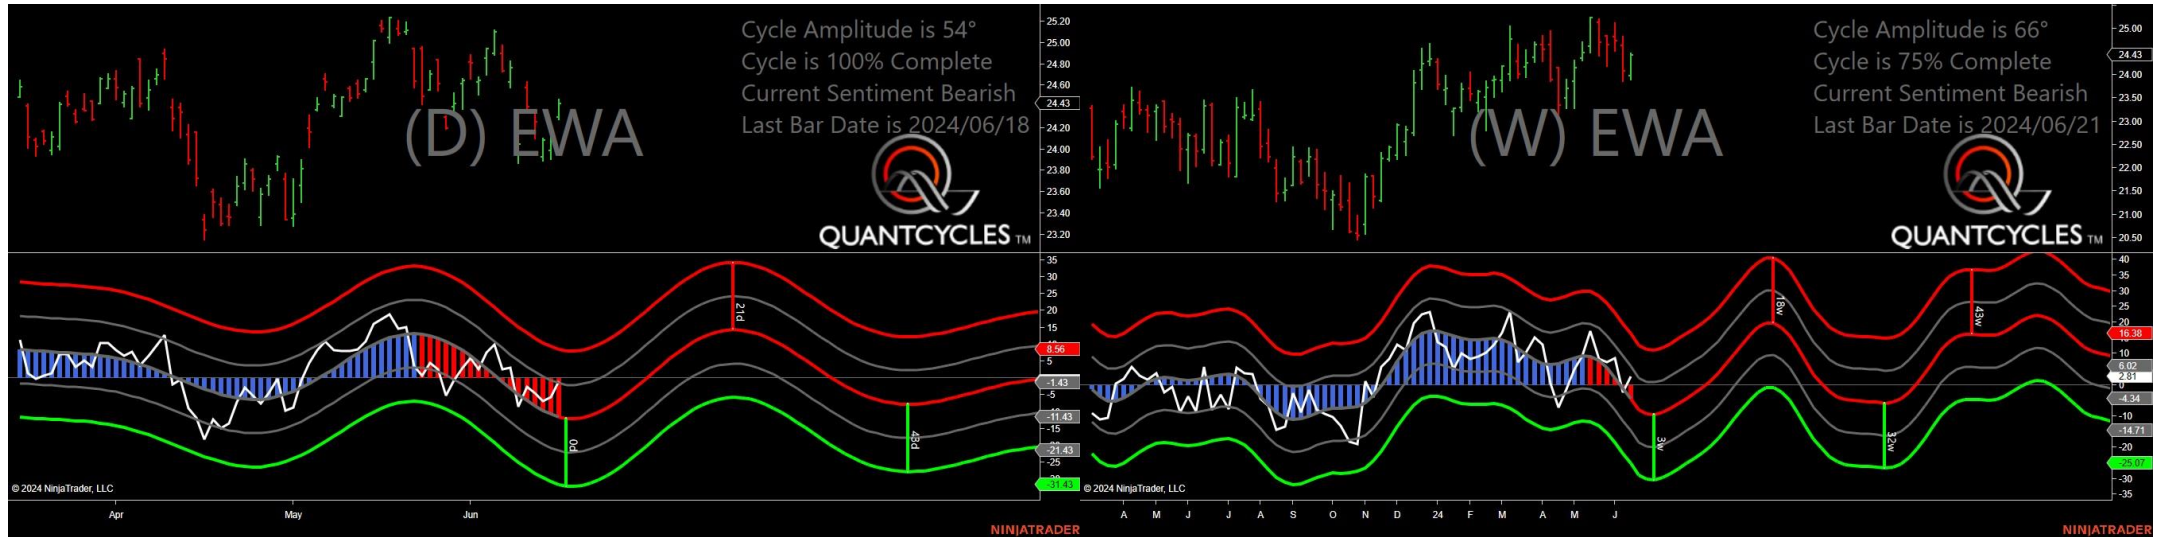 Cycle Amplitude is 54°
Cycle is 100% Complete
Current Sentiment Bearish
Last Bar Date is 2024/06/18
(D) EWA
QUANTCYCLES TM
25.20
25.00
24.80
24.60
24.43
24.20
24.00
23.80
23.60
23.40
23.20
35
30
25
20
15
8.56
5
-1.43
-5
-11.43
-15
-21.43
-25
-31.43
21d
0d
43d
© 2024 NinjaTrader, LLC
Apr May Jun
NINJATRADER
Cycle Amplitude is 66°
Cycle is 75% Complete
Current Sentiment Bearish
Last Bar Date is 2024/06/21
(W) EWA
QUANTCYCLES TM
25.00
24.43
24.00
23.50
23.00
22.50
22.00
21.50
21.00
20.50
40
35
30
25
20
16.38
10
6.02
2.81
0
-4.34
-10
-14.71
-20
-25.07
-30
-35
18w
43w
3w
32w
© 2024 NinjaTrader, LLC
A M J J A S O N D 24 F M A M J
NINJATRADER